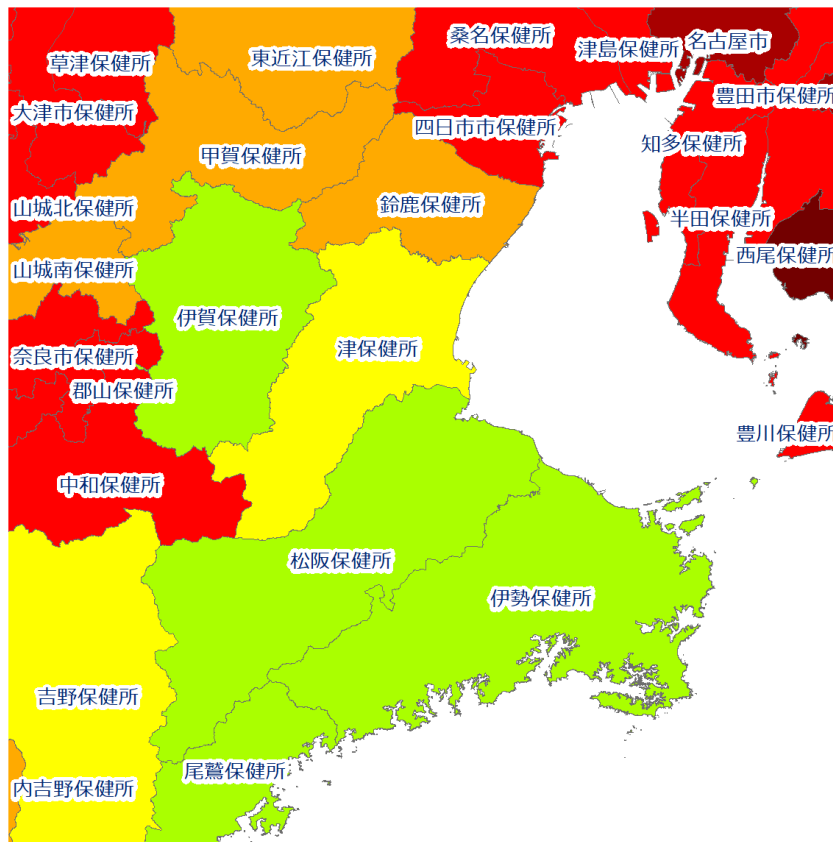 桑名保健所
津島保健所
名古屋市
草津保健所
東近江保健所
豊田市保健所
大津市保健所
四日市市保健所
知多保健所
甲賀保健所
山城北保健所
鈴鹿保健所
半田保健所
西尾保健所
山城南保健所
伊賀保健所
津保健所
奈良市保健所
郡山保健所
豊川保健所
中和保健所
松阪保健所
伊勢保健所
吉野保健所
尾鷲保健所
内吉野保健所